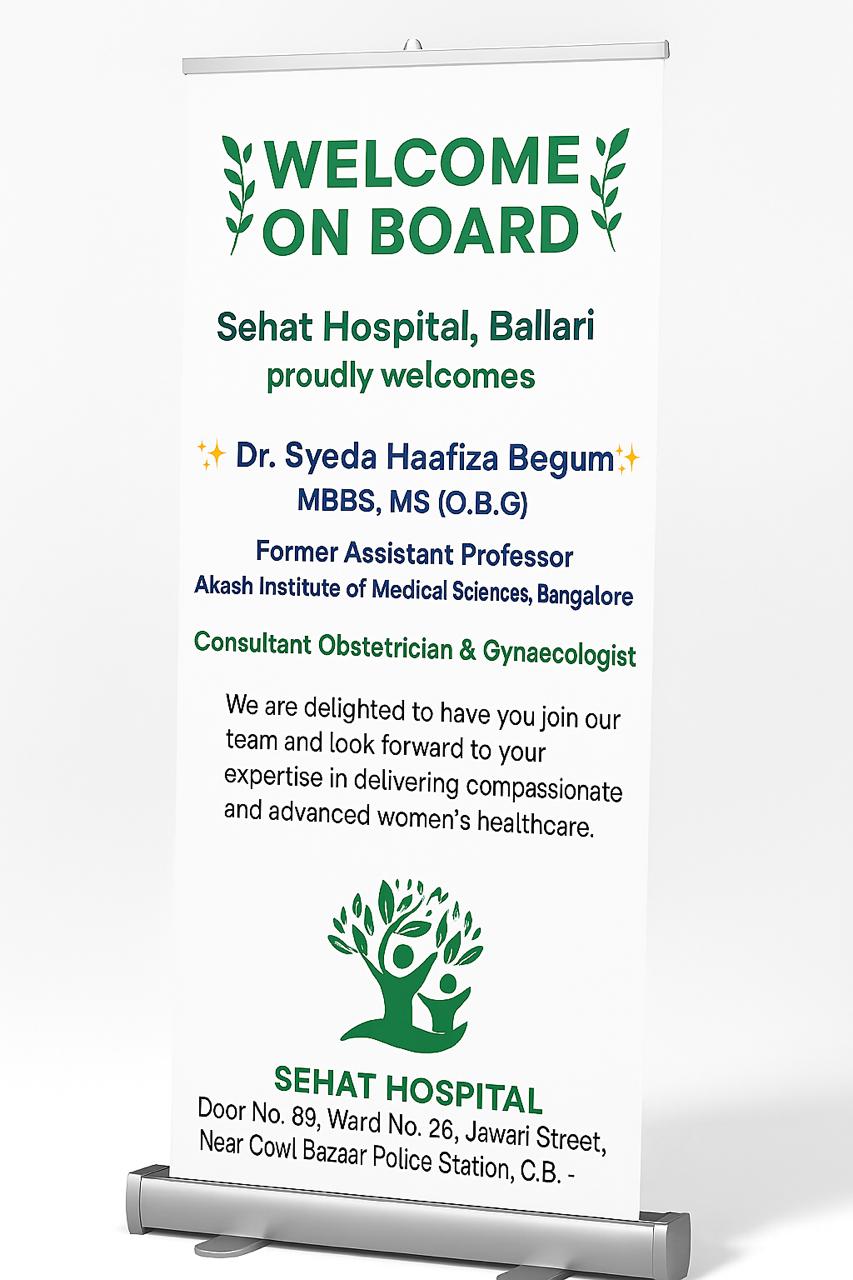 WELCOME
ON BOARD
Sehat Hospital, Ballari
proudly welcomes
Dr. Syeda Haafiza Begum
MBBS, MS (O.B.G)
Former Assistant Professor
Akash Institute of Medical Sciences, Bangalore
Consultant Obstetrician & Gynaecologist
We are delighted to have you join our
team and look forward to your
expertise in delivering compassionate
and advanced women's healthcare.
SEHAT HOSPITAL
Door No. 89, Ward No. 26, Jawari Street,
Near Cowl Bazaar Police Station, C.B. -